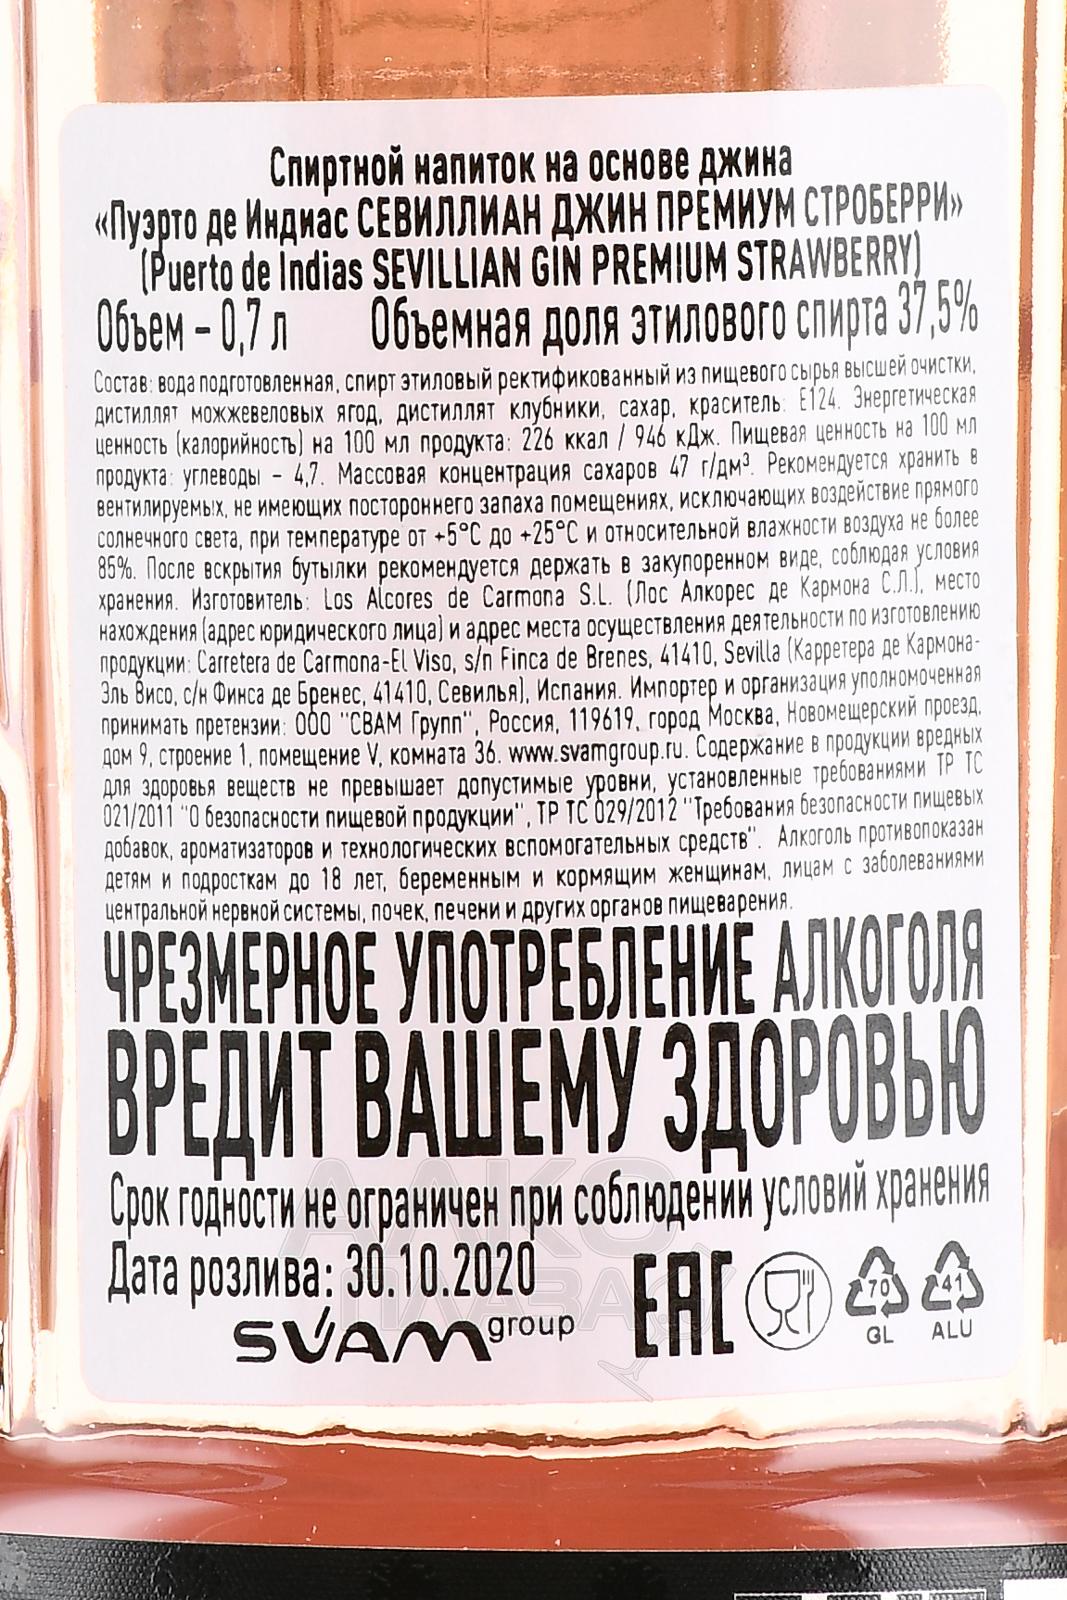 Спиртной напиток на основе джина
«Пуэрто де Индиас СЕВИЛЛИАН ДЖИН ПРЕМИУМ СТРОБЕРРИ»
(Puerto de Indias SEVILLIAN GIN PREMIUM STRAWBERRY)
Объем – 0,7 л Объемная доля этилового спирта 37,5%
Состав: вода подготовленная, спирт этиловый ректификованный из пищевого сырья высшей очистки,
дистиллят можжевеловых ягод, дистиллят клубники, сахар, краситель: Е124. Энергетическая
ценность (калорийность) на 100 мл продукта: 226 ккал / 946 кДж. Пищевая ценность на 100 мл
продукта: углеводы – 4,7. Массовая концентрация сахаров 47 г/дм³. Рекомендуется хранить в
вентилируемых, не имеющих постороннего запаха помещениях, исключающих воздействие прямого
солнечного света, при температуре от +5°С до +25°С и относительной влажности воздуха не более
85%. После вскрытия бутылки рекомендуется держать в закупоренном виде, соблюдая условия
хранения. Изготовитель: Los Alcores de Carmona S.L. (Лос Алкорес де Кармона С.Л.), место
нахождения (адрес юридического лица) и адрес места осуществления деятельности по изготовлению
продукции: Carretera de Carmona-El Viso, s/n Finca de Brenes, 41410, Sevilla (Карретера де Кармона-
Эль Висо, с/н Финса де Бренес, 41410, Севилья), Испания. Импортер и организация уполномоченная
принимать претензии: ООО "СВАМ Групп", Россия, 119619, город Москва, Новомещерский проезд,
дом 9, строение 1, помещение V, комната 36. www.svamgroup.ru. Содержание в продукции вредных
для здоровья веществ не превышает допустимые уровни, установленные требованиями ТР ТС
021/2011 "О безопасности пищевой продукции", ТР ТС 029/2012 "Требования безопасности пищевых
добавок, ароматизаторов и технологических вспомогательных средств". Алкоголь противопоказан
детям и подросткам до 18 лет, беременным и кормящим женщинам, лицам с заболеваниями
центральной нервной системы, почек, печени и других органов пищеварения.
ЧРЕЗМЕРНОЕ УПОТРЕБЛЕНИЕ АЛКОГОЛЯ
ВРЕДИТ ВАШЕМУ ЗДОРОВЬЮ
Срок годности не ограничен при соблюдении условий хранения
Дата розлива: 30.10.2020
SVAM group
EAC
70
GL
41
ALU
АЛКО
ПЛАЗА